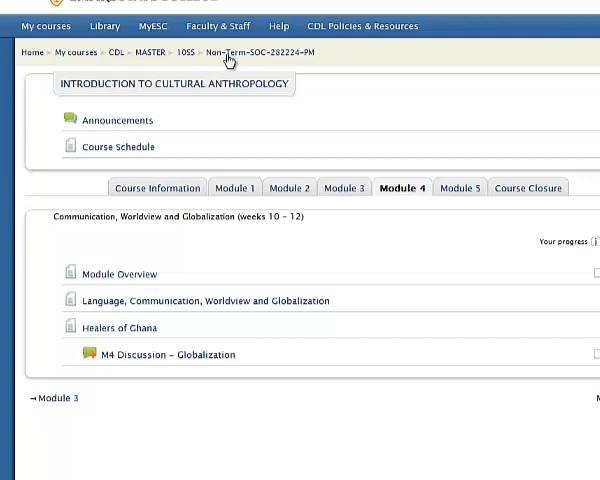 My courses Library MyESC Faculty & Staff Help CDL Policies & Resources
Home My courses CDL MASTER 10SS Non-Term-SOC-282224-PM
INTRODUCTION TO CULTURAL ANTHROPOLOGY
Announcements
Course Schedule
Course Information Module 1 Module 2 Module 3 Module 4 Module 5 Course Closure
Communication, Worldview and Globalization (weeks 10 - 12)
Your progress
Module Overview
Language, Communication, Worldview and Globalization
Healers of Ghana
M4 Discussion - Globalization
→Module 3